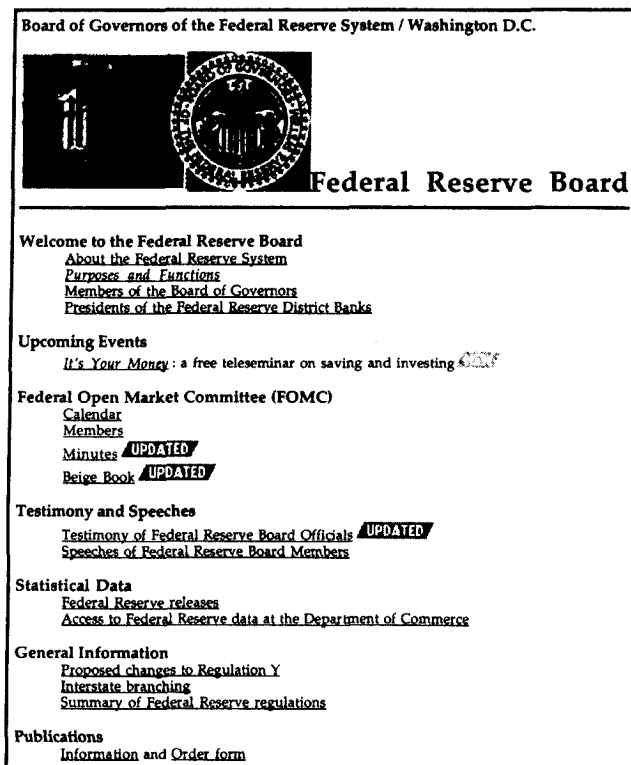 Board of Governors of the Federal Reserve System / Washington D.C.
Federal Reserve Board
Welcome to the Federal Reserve Board
About the Federal Reserve System
Purposes and Functions
Members of the Board of Governors
Presidents of the Federal Reserve District Banks
Upcoming Events
It's Your Money : a free teleseminar on saving and investing
Federal Open Market Committee (FOMC)
Calendar
Members
Minutes UPDATED
Beige Book UPDATED
Testimony and Speeches
Testimony of Federal Reserve Board Officials UPDATED
Speeches of Federal Reserve Board Members
Statistical Data
Federal Reserve releases
Access to Federal Reserve data at the Department of Commerce
General Information
Proposed changes to Regulation Y
Interstate branching
Summary of Federal Reserve regulations
Publications
Information and Order form